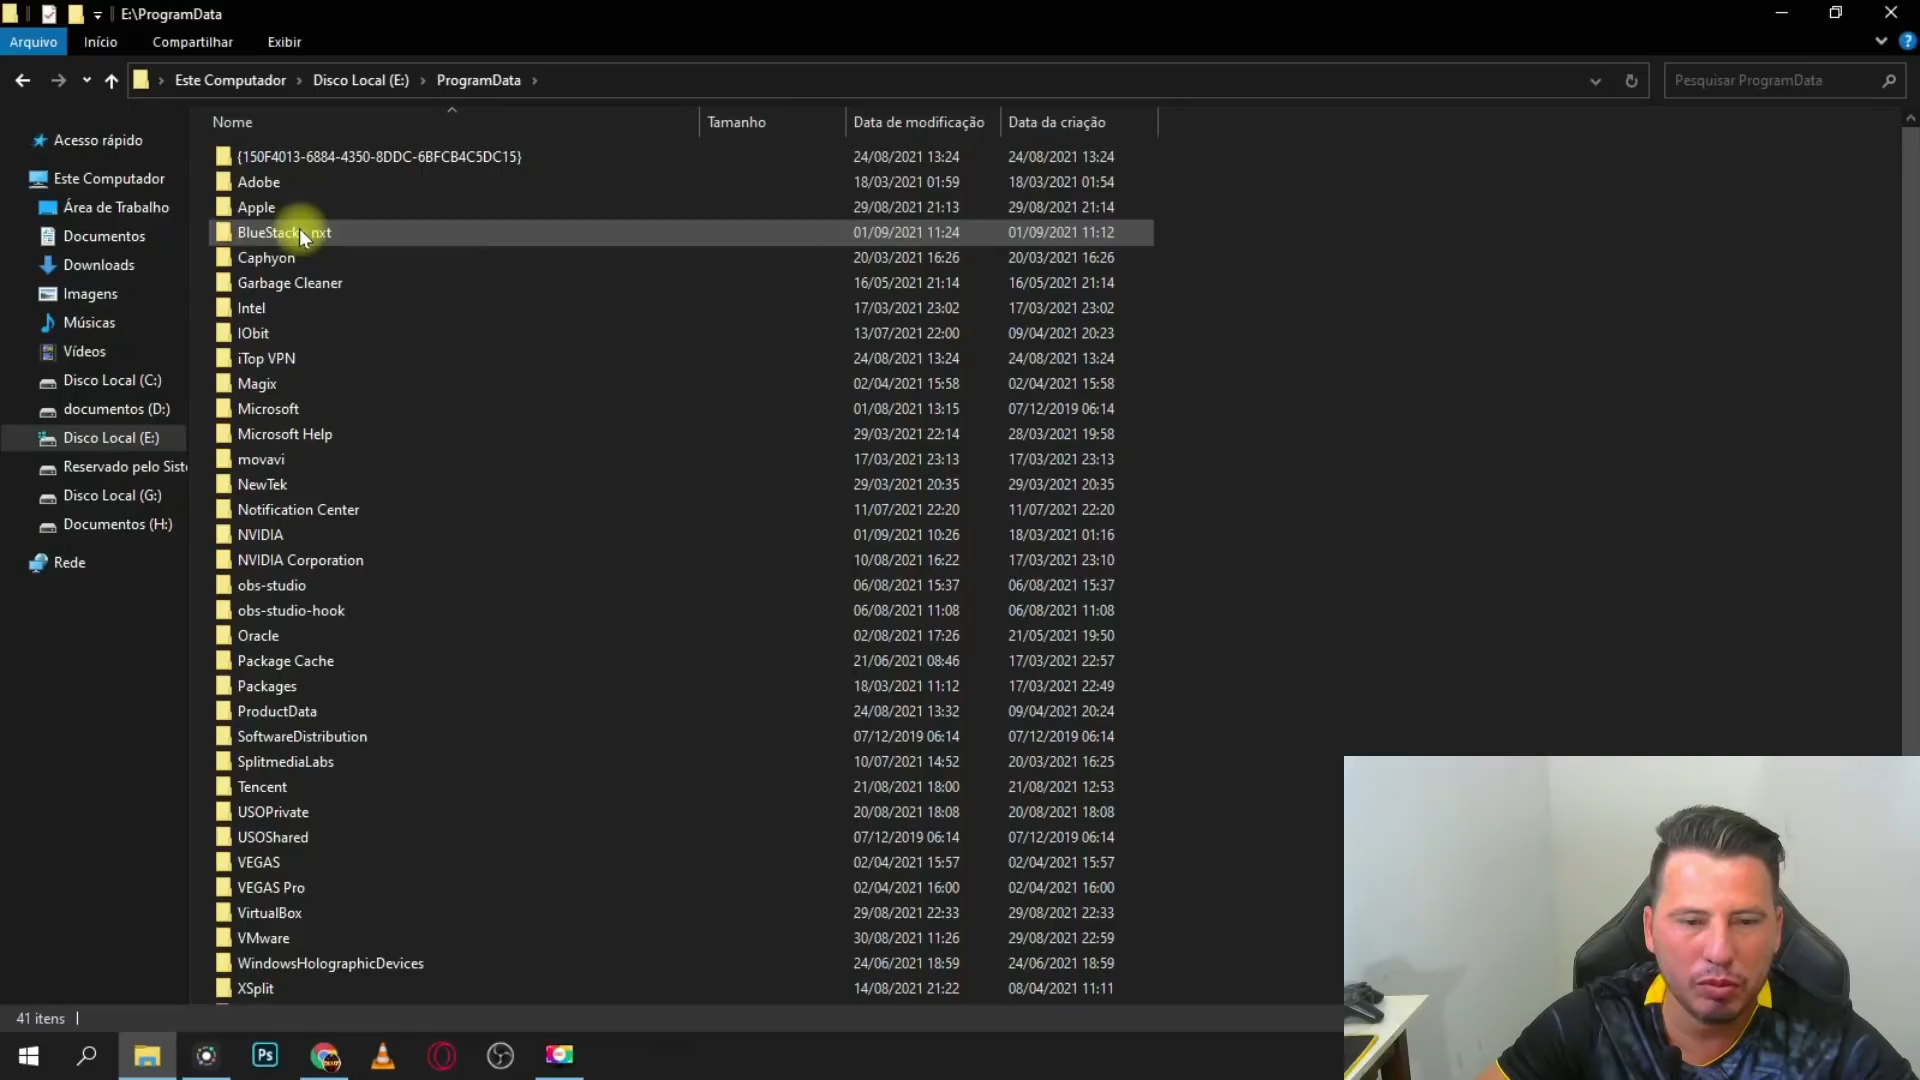 E:\ProgramData
Arquivo Início Compartilhar Exibir
Este Computador Disco Local (E:) ProgramData Pesquisar ProgramData
Nome Tamanho Data de modificação Data da criação
Acesso rápido
Este Computador
Área de Trabalho
Documentos
Downloads
Imagens
Músicas
Vídeos
Disco Local (C:)
documentos (D:)
Disco Local (E:)
Reservado pelo Siste
Disco Local (G:)
Documentos (H:)
Rede
{150F4013-6884-4350-8DDC-6BFCB4C5DC15} 24/08/2021 13:24 24/08/2021 13:24
Adobe 18/03/2021 01:59 18/03/2021 01:54
Apple 29/08/2021 21:13 29/08/2021 21:14
nxt 01/09/2021 11:24 01/09/2021 11:12
Caphyon 20/03/2021 16:26 20/03/2021 16:26
Garbage Cleaner 16/05/2021 21:14 16/05/2021 21:14
Intel 17/03/2021 23:02 17/03/2021 23:02
IObit 13/07/2021 22:00 09/04/2021 20:23
iTop VPN 24/08/2021 13:24 24/08/2021 13:24
Magix 02/04/2021 15:58 02/04/2021 15:58
Microsoft 01/08/2021 13:15 07/12/2019 06:14
Microsoft Help 29/03/2021 22:14 28/03/2021 19:58
movavi 17/03/2021 23:13 17/03/2021 23:13
NewTek 29/03/2021 20:35 29/03/2021 20:35
Notification Center 11/07/2021 22:20 11/07/2021 22:20
NVIDIA 01/09/2021 10:26 18/03/2021 01:16
NVIDIA Corporation 10/08/2021 16:22 17/03/2021 23:10
obs-studio 06/08/2021 15:37 06/08/2021 15:37
obs-studio-hook 06/08/2021 11:08 06/08/2021 11:08
Oracle 02/08/2021 17:26 21/05/2021 19:50
Package Cache 21/06/2021 08:46 17/03/2021 22:57
Packages 18/03/2021 11:12 17/03/2021 22:49
ProductData 24/08/2021 13:32 09/04/2021 20:24
SoftwareDistribution 07/12/2019 06:14 07/12/2019 06:14
SplitmediaLabs 10/07/2021 14:52 20/03/2021 16:25
Tencent 21/08/2021 18:00 21/08/2021 12:53
USOPrivate 20/08/2021 18:08 20/08/2021 18:08
USOShared 07/12/2019 06:14 07/12/2019 06:14
VEGAS 02/04/2021 15:57 02/04/2021 15:57
VEGAS Pro 02/04/2021 16:00 02/04/2021 16:00
VirtualBox 29/08/2021 22:33 29/08/2021 22:33
VMware 30/08/2021 11:26 29/08/2021 22:59
WindowsHolographicDevices 24/06/2021 18:59 24/06/2021 18:59
XSplit 14/08/2021 21:22 08/04/2021 11:11
41 itens
Ps